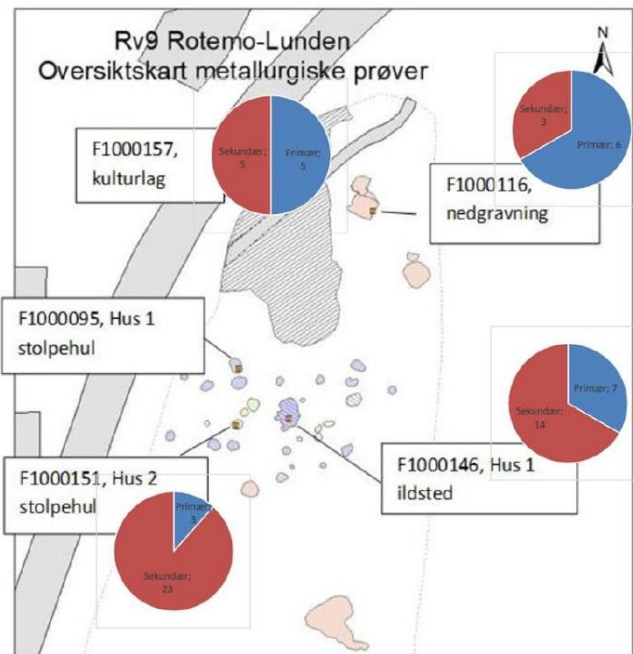 Rv9 Rotemo-Lunden
Oversiktskart metallurgiske prøver
N
F1000157,
kulturlag
Sekundær;
5
Primær;
5
Sekundær;
3
Primær; 6
F1000116,
nedgravning
F1000095, Hus 1
stolpehul
Primær; 7
Sekundær;
14
F1000151, Hus 2
stolpehul
F1000146, Hus 1
ildsted
Primær;
3
Sekundær;
23